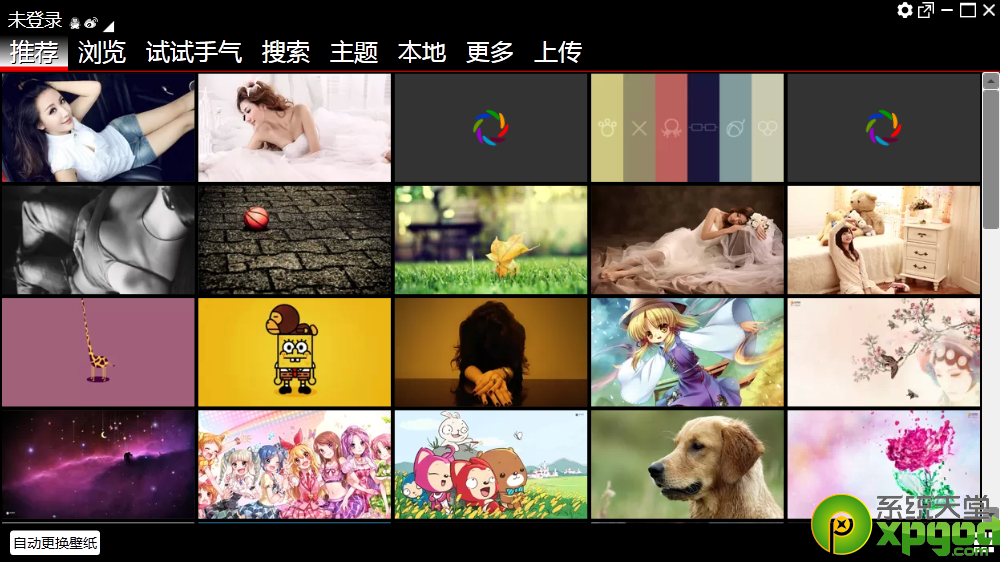 未登录
推荐 浏览 试试手气 搜索 主题 本地 更多 上传
自动更换壁纸
系统天堂
xpgod
.com